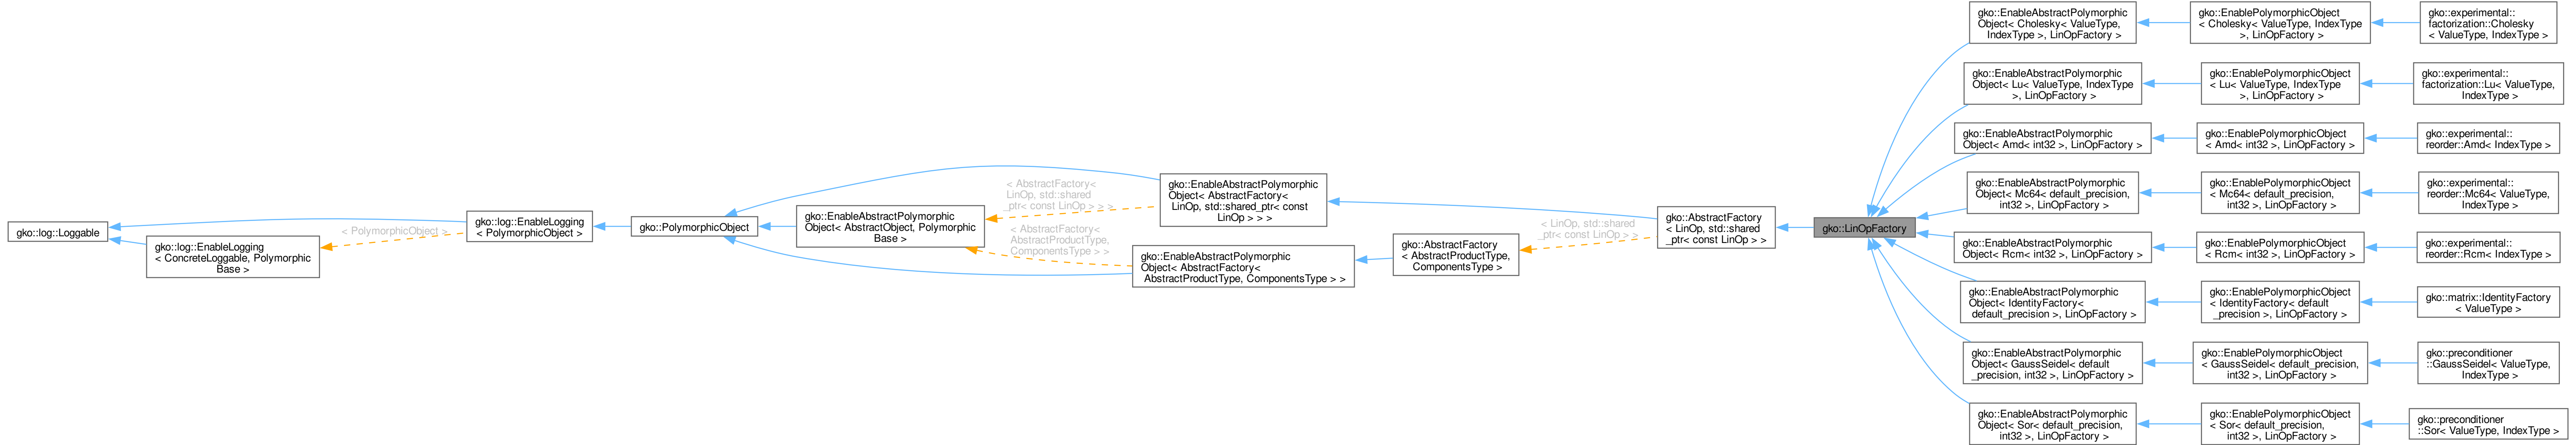 gko::log::Loggable
gko::log::EnableLogging
< ConcreteLoggable, Polymorphic
Base >
< PolymorphicObject >
gko::log::EnableLogging
< PolymorphicObject >
gko::PolymorphicObject
gko::EnableAbstractPolymorphic
Object< AbstractObject, Polymorphic
Base >
< AbstractFactory<
LinOp, std::shared
_ptr< const LinOp > > >
< AbstractFactory<
AbstractProductType,
ComponentsType > >
gko::EnableAbstractPolymorphic
Object< AbstractFactory<
LinOp, std::shared_ptr< const
LinOp > > >
gko::EnableAbstractPolymorphic
Object< AbstractFactory<
AbstractProductType, ComponentsType > >
gko::AbstractFactory
< AbstractProductType,
ComponentsType >
< LinOp, std::shared
_ptr< const LinOp > >
gko::AbstractFactory
< LinOp, std::shared
_ptr< const LinOp > >
gko::LinOpFactory
gko::EnableAbstractPolymorphic
Object< Cholesky< ValueType,
IndexType >, LinOpFactory >
gko::EnablePolymorphicObject
< Cholesky< ValueType, IndexType
>, LinOpFactory >
gko::experimental::
factorization::Cholesky
< ValueType, IndexType >
gko::EnableAbstractPolymorphic
Object< Lu< ValueType, IndexType
>, LinOpFactory >
gko::EnablePolymorphicObject
< Lu< ValueType, IndexType
>, LinOpFactory >
gko::experimental::
factorization::Lu< ValueType,
IndexType >
gko::EnableAbstractPolymorphic
Object< Amd< int32 >, LinOpFactory >
gko::EnablePolymorphicObject
< Amd< int32 >, LinOpFactory >
gko::experimental::
reorder::Amd< IndexType >
gko::EnableAbstractPolymorphic
Object< Mc64< default_precision,
int32 >, LinOpFactory >
gko::EnablePolymorphicObject
< Mc64< default_precision,
int32 >, LinOpFactory >
gko::experimental::
reorder::Mc64< ValueType,
IndexType >
gko::EnableAbstractPolymorphic
Object< Rcm< int32 >, LinOpFactory >
gko::EnablePolymorphicObject
< Rcm< int32 >, LinOpFactory >
gko::experimental::
reorder::Rcm< IndexType >
gko::EnableAbstractPolymorphic
Object< IdentityFactory<
default_precision >, LinOpFactory >
gko::EnablePolymorphicObject
< IdentityFactory< default
_precision >, LinOpFactory >
gko::matrix::IdentityFactory
< ValueType >
gko::EnableAbstractPolymorphic
Object< GaussSeidel< default
_precision, int32 >, LinOpFactory >
gko::EnablePolymorphicObject
< GaussSeidel< default_precision,
int32 >, LinOpFactory >
gko::preconditioner
::GaussSeidel< ValueType,
IndexType >
gko::EnableAbstractPolymorphic
Object< Sor< default_precision,
int32 >, LinOpFactory >
gko::EnablePolymorphicObject
< Sor< default_precision,
int32 >, LinOpFactory >
gko::preconditioner
::Sor< ValueType, IndexType >